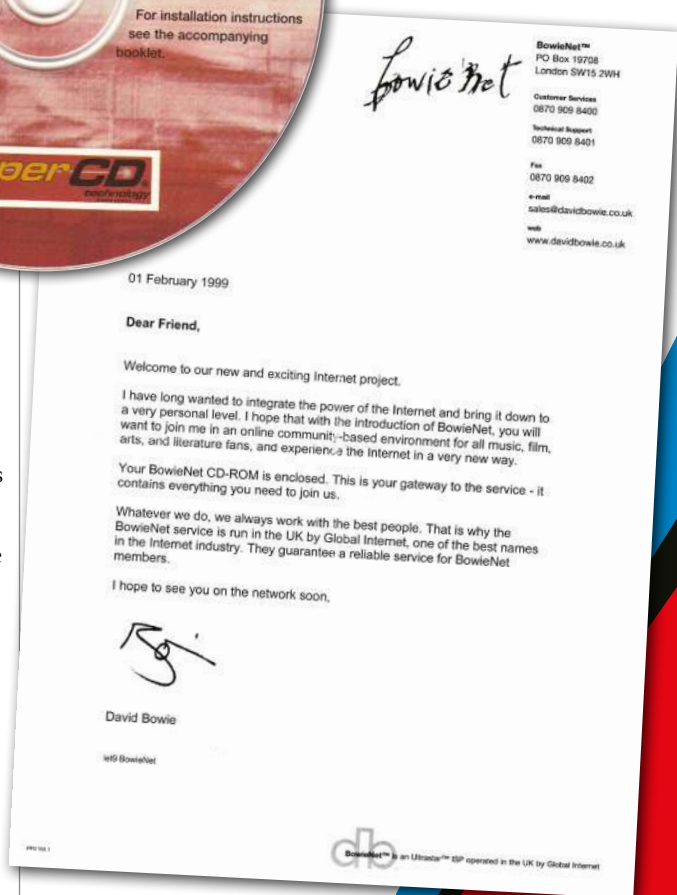 For installation instructions
see the accompanying
booklet.
perCD
technology
bowie'net
BowieNet™
PO Box 19708
London SW15 2WH
Customer Services
0870 909 8400
Technical Support
0870 909 8401
Fax
0870 909 8402
e-mail
sales@davidbowie.co.uk
web
www.davidbowie.co.uk
01 February 1999
Dear Friend,
Welcome to our new and exciting Internet project.
I have long wanted to integrate the power of the Internet and bring it down to
a very personal level. I hope that with the introduction of BowieNet, you will
want to join me in an online community-based environment for all music, film,
arts, and literature fans, and experience the Internet in a very new way.
Your BowieNet CD-ROM is enclosed. This is your gateway to the service - it
contains everything you need to join us.
Whatever we do, we always work with the best people. That is why the
BowieNet service is run in the UK by Global Internet, one of the best names
in the Internet industry. They guarantee a reliable service for BowieNet
members.
I hope to see you on the network soon,
David Bowie
let9 BowieNet
db
BowieNet™ is an Ultrastar™ ISP operated in the UK by Global Internet
s
e